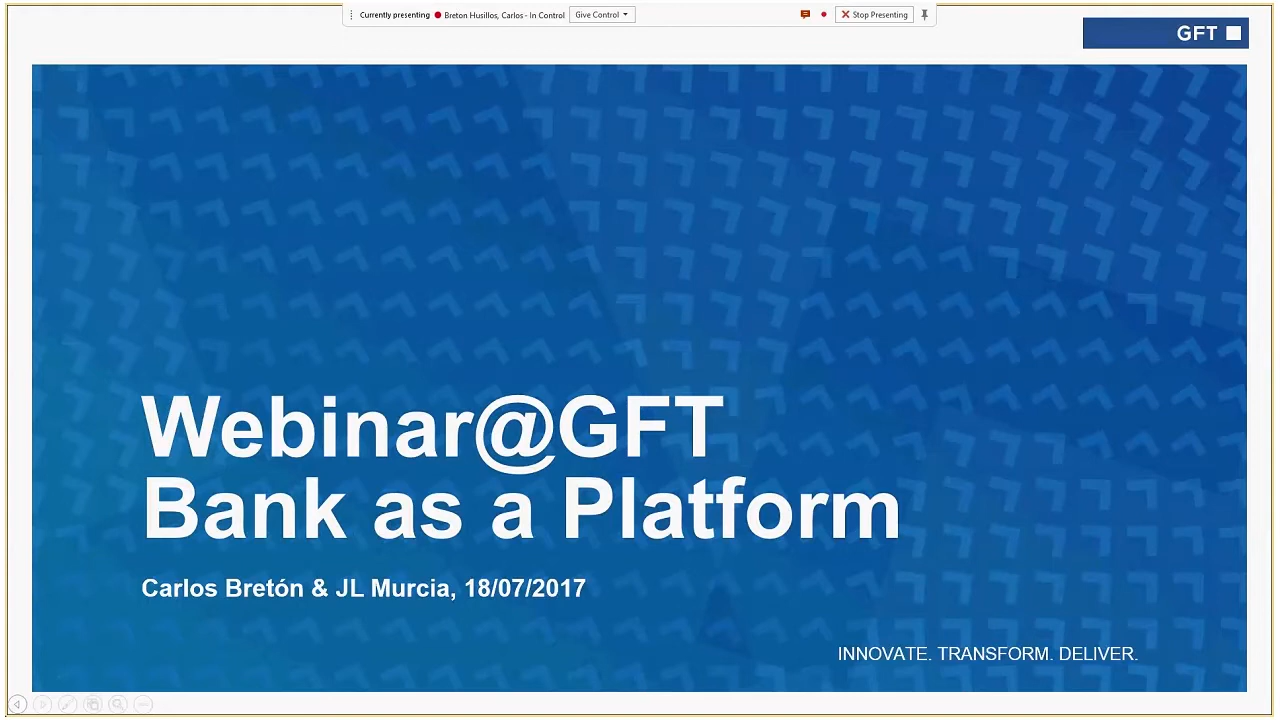 Currently presenting Breton Husillos, Carlos - In Control Give Control Stop Presenting
GFT
Webinar@GFT
Bank as a Platform
Carlos Bretón & JL Murcia, 18/07/2017
INNOVATE. TRANSFORM. DELIVER.